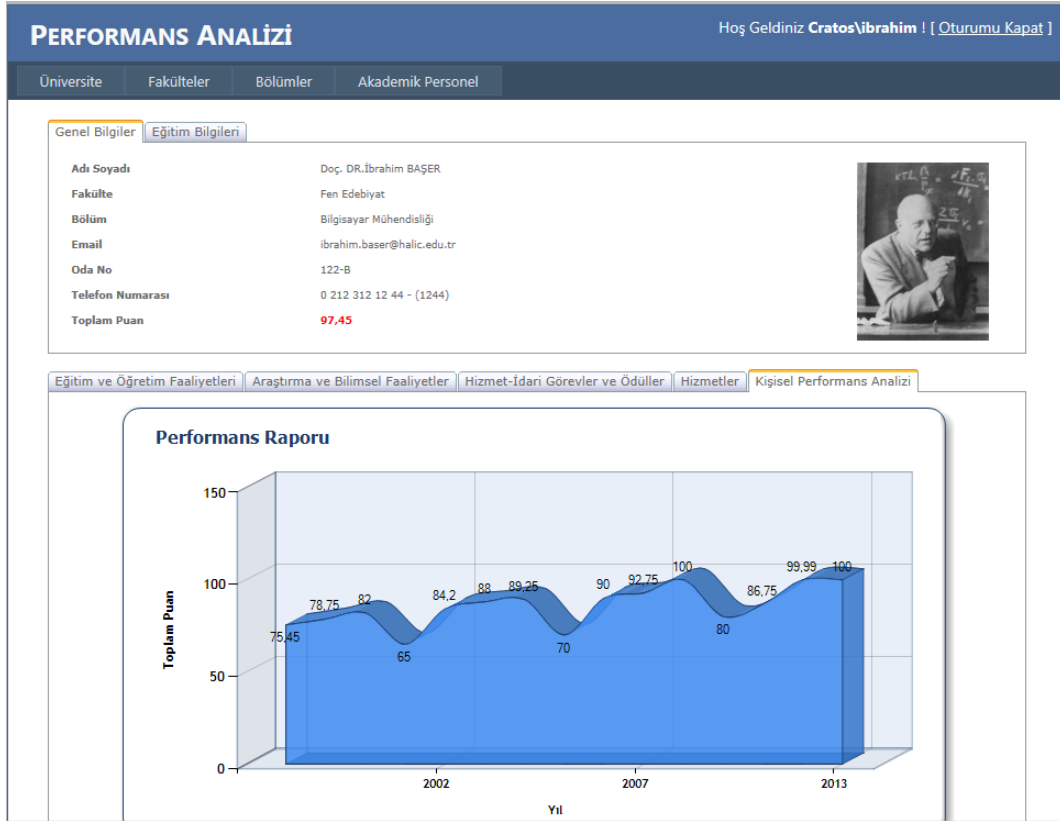 PERFORMANS ANALİZİ
Hoş Geldiniz Cratos\ibrahim ! [ Oturumu Kapat ]
Üniversite Fakülteler Bölümler Akademik Personel
Genel Bilgiler Eğitim Bilgileri
Adı Soyadı Doç. DR.İbrahim BAŞER
Fakülte Fen Edebiyat
Bölüm Bilgisayar Mühendisliği
Email ibrahim.baser@halic.edu.tr
Oda No 122-B
Telefon Numarası 0 212 312 12 44 - (1244)
Toplam Puan 97,45
Eğitim ve Öğretim Faaliyetleri Araştırma ve Bilimsel Faaliyetler Hizmet-İdari Görevler ve Ödüller Hizmetler Kişisel Performans Analizi
Performans Raporu
150
100
50
0
Toplam Puan
75,45 78,75 82 65 84,2 88 89,25 70 90 92,75 100 80 86,75 99,99 100
2002 2007 2013
Yıl